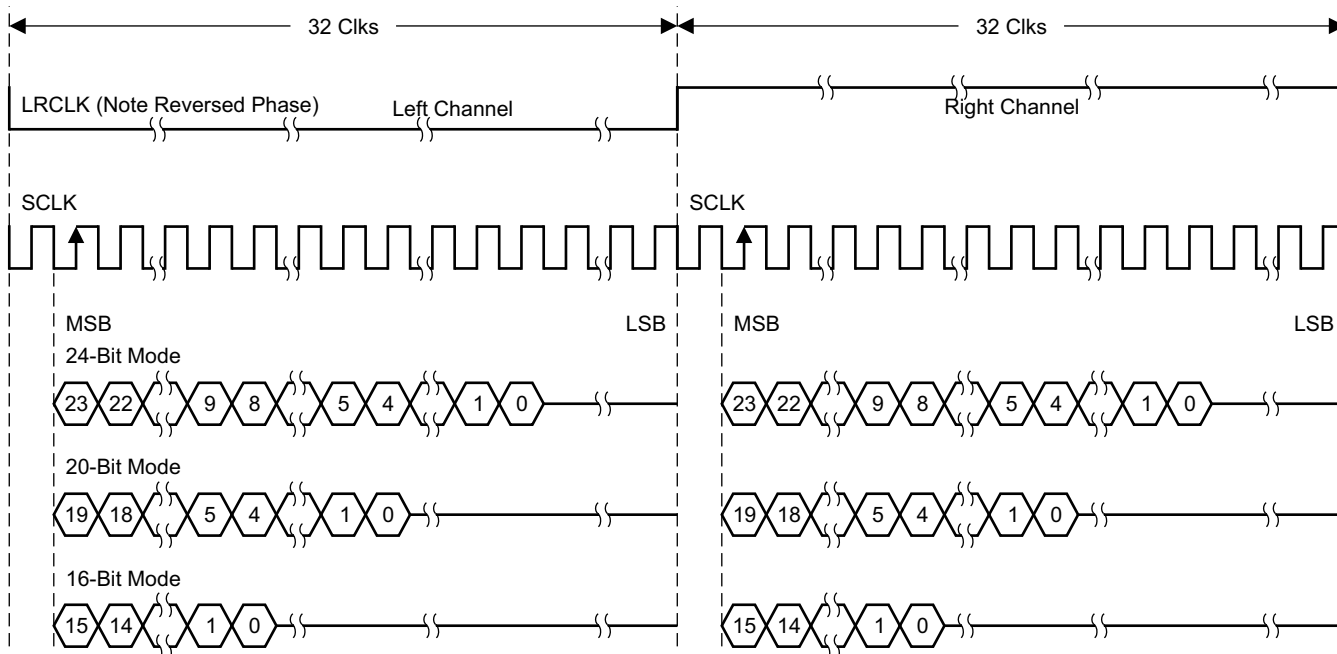 32 Clks 32 Clks
LRCLK (Note Reversed Phase) Left Channel Right Channel
SCLK SCLK
MSB LSB MSB LSB
24-Bit Mode
23 22 9 8 5 4 1 0 23 22 9 8 5 4 1 0
20-Bit Mode
19 18 5 4 1 0 19 18 5 4 1 0
16-Bit Mode
15 14 1 0 15 14 1 0